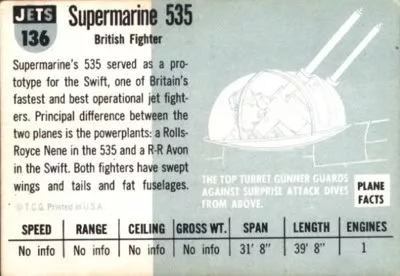 JETS
136
Supermarine 535
British Fighter
Supermarine's 535 served as a pro-
totype for the Swift, one of Britain's
fastest and best operational jet fight-
ers. Principal difference between the
two planes is the powerplants: a Rolls-
Royce Nene in the 535 and a R-R Avon
in the Swift. Both fighters have swept
wings and tails and fat fuselages.
© T.C.G. Printed in U.S.A.
THE TOP TURRET GUNNER GUARDS
AGAINST SURPRISE ATTACK DIVES
FROM ABOVE.
PLANE
FACTS
SPEED RANGE CEILING GROSS WT. SPAN LENGTH ENGINES
No info No info No info No info 31' 8" 39' 8" 1